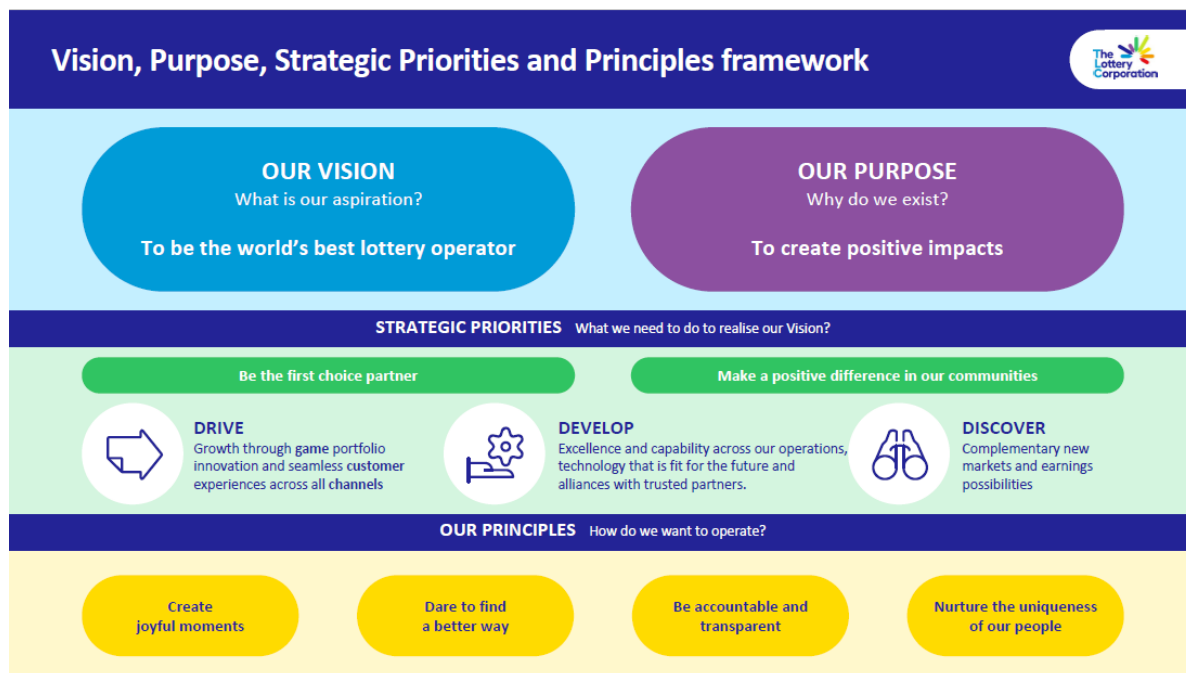 Vision, Purpose, Strategic Priorities and Principles framework
The
Lottery
Corporation
OUR VISION
What is our aspiration?
To be the world's best lottery operator
OUR PURPOSE
Why do we exist?
To create positive impacts
STRATEGIC PRIORITIES What we need to do to realise our Vision?
Be the first choice partner
Make a positive difference in our communities
DRIVE
Growth through game portfolio
innovation and seamless customer
experiences across all channels
DEVELOP
Excellence and capability across our operations,
technology that is fit for the future and
alliances with trusted partners.
DISCOVER
Complementary new
markets and earnings
possibilities
OUR PRINCIPLES How do we want to operate?
Create
joyful moments
Dare to find
a better way
Be accountable and
transparent
Nurture the uniqueness
of our people